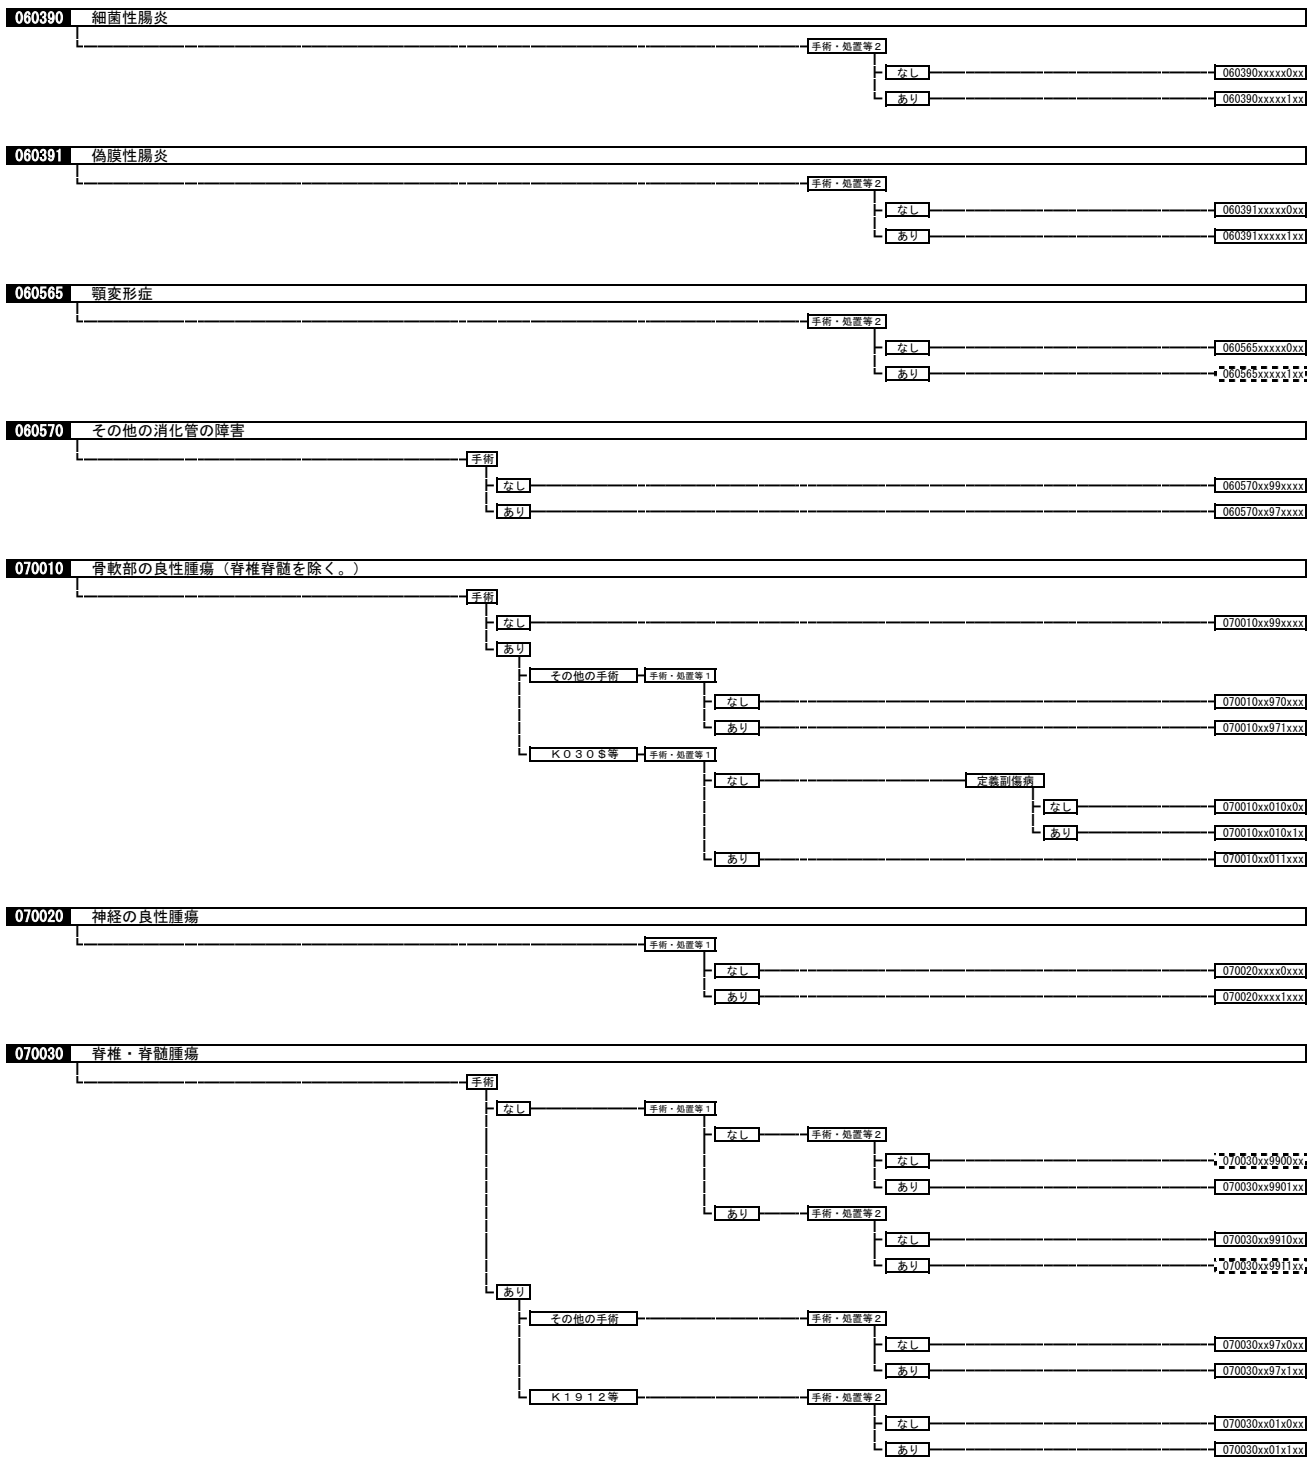 060390 細菌性腸炎
手術・処置等２
なし 060390xxxxx0xx
あり 060390xxxxx1xx
060391 偽膜性腸炎
手術・処置等２
なし 060391xxxxx0xx
あり 060391xxxxx1xx
060565 顎変形症
手術・処置等２
なし 060565xxxxx0xx
あり 060565xxxxx1xx
060570 その他の消化管の障害
手術
なし 060570xx99xxxx
あり 060570xx97xxxx
070010 骨軟部の良性腫瘍（脊椎脊髄を除く。）
手術
なし 070010xx99xxxx
あり
その他の手術 手術・処置等１
なし 070010xx970xxx
あり 070010xx971xxx
Ｋ０３０＄等 手術・処置等１
なし 定義副傷病
なし 070010xx010x0x
あり 070010xx010x1x
あり 070010xx011xxx
070020 神経の良性腫瘍
手術・処置等１
なし 070020xxxx0xxx
あり 070020xxxx1xxx
070030 脊椎・脊髄腫瘍
手術
なし 手術・処置等１
なし 手術・処置等２
なし 070030xx9900xx
あり 070030xx9901xx
あり 手術・処置等２
なし 070030xx9910xx
あり 070030xx9911xx
あり
その他の手術 手術・処置等２
なし 070030xx97x0xx
あり 070030xx97x1xx
Ｋ１９１２等 手術・処置等２
なし 070030xx01x0xx
あり 070030xx01x1xx